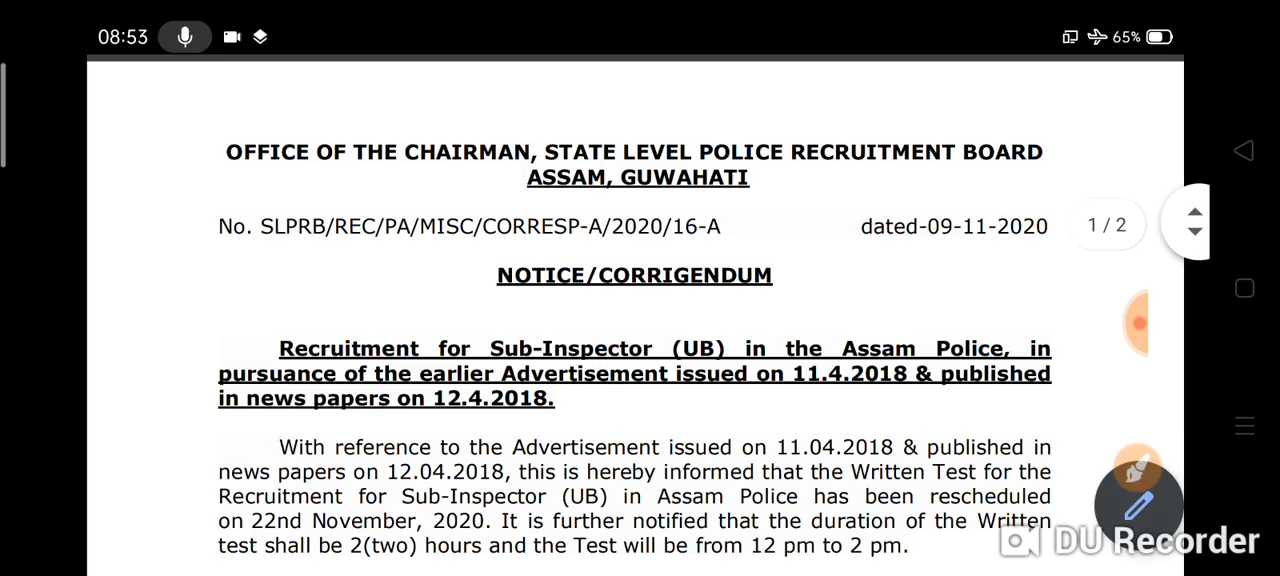 08:53
65%
OFFICE OF THE CHAIRMAN, STATE LEVEL POLICE RECRUITMENT BOARD
ASSAM, GUWAHATI
No. SLPRB/REC/PA/MISC/CORRESP-A/2020/16-A dated-09-11-2020
1 / 2
NOTICE/CORRIGENDUM
Recruitment for Sub-Inspector (UB) in the Assam Police, in
pursuance of the earlier Advertisement issued on 11.4.2018 & published
in news papers on 12.4.2018.
With reference to the Advertisement issued on 11.04.2018 & published in
news papers on 12.04.2018, this is hereby informed that the Written Test for the
Recruitment for Sub-Inspector (UB) in Assam Police has been rescheduled
on 22nd November, 2020. It is further notified that the duration of the Written
test shall be 2(two) hours and the Test will be from 12 pm to 2 pm.
DU Recorder